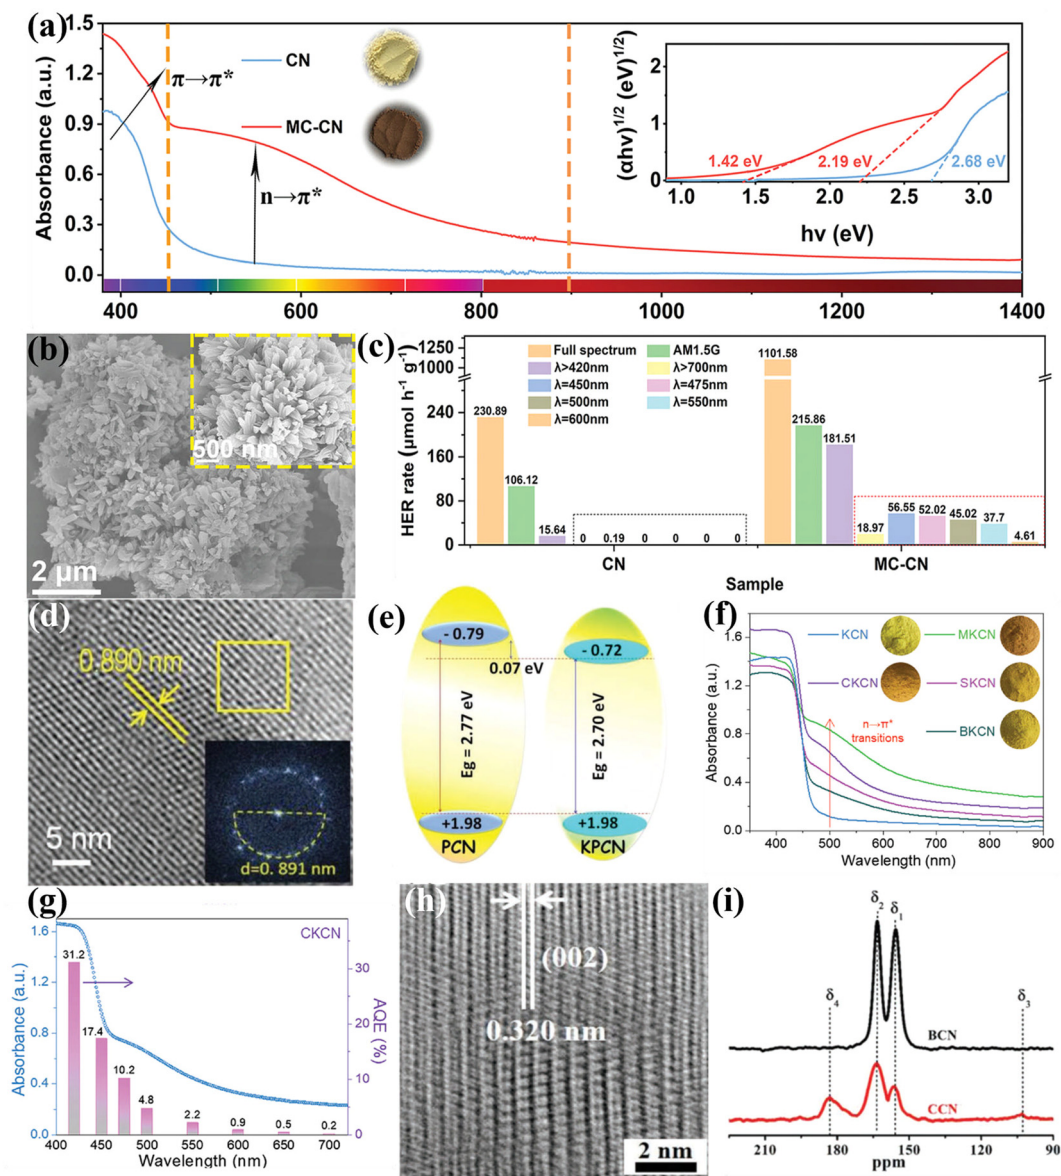 (a)
Absorbance (a.u.)
1.5
1.2
0.9
0.6
0.3
0.0
π→π*
n→π*
CN
MC-CN
400
600
800
1000
1200
1400
(αhv)1/2 (eV)1/2)
2
1
0
1.42 eV
2.19 eV
2.68 eV
1.0
1.5
2.0
2.5
3.0
hv (eV)
(b)
500 nm
2 μm
(c)
HER rate (μmol h-1 g-1)
1250
1000
240
160
80
0
Full spectrum
AM1.5G
λ>420nm
λ>700nm
λ=450nm
λ=475nm
λ=500nm
λ=550nm
λ=600nm
230.89
106.12
15.64
0
0.19
0
0
0
0
1101.58
215.86
181.51
18.97
56.55
52.02
45.02
37.7
4.61
CN
MC-CN
Sample
(d)
0.890 nm
5 nm
d=0. 891 nm
(e)
- 0.79
- 0.72
0.07 eV
Eg = 2.77 eV
Eg = 2.70 eV
+1.98
+1.98
PCN
KPCN
(f)
Absorbance (a.u.)
1.6
1.2
0.8
0.4
0.0
KCN
MKCN
CKCN
SKCN
BKCN
n→π*
transitions
400
500
600
700
800
900
Wavelength (nm)
(g)
Absorbance (a.u.)
1.6
1.2
0.8
0.4
0.0
CKCN
31.2
17.4
10.2
4.8
2.2
0.9
0.5
0.2
30
20
10
0
AQE (%)
400
450
500
550
600
650
700
Wavelength (nm)
(h)
(002)
0.320 nm
2 nm
(i)
δ2
δ1
δ4
δ3
BCN
CCN
210
180
150
120
90
ppm